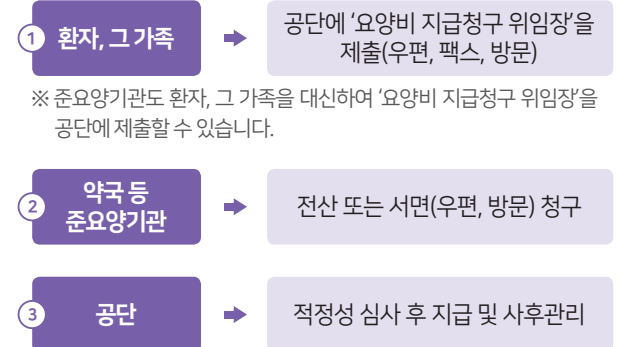 1 환자, 그 가족
공단에 ‘요양비 지급청구 위임장’을
제출(우편, 팩스, 방문)
※ 준요양기관도 환자, 그 가족을 대신하여 ‘요양비 지급청구 위임장’을
공단에 제출할 수 있습니다.
2 약국 등
준요양기관
전산 또는 서면(우편, 방문) 청구
3 공단
적정성 심사 후 지급 및 사후관리